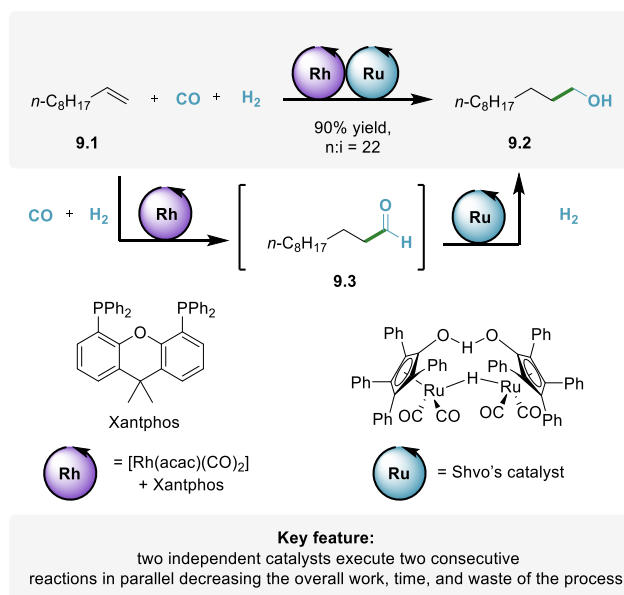 Rh Ru
n-C8H17 + CO + H2 n-C8H17 OH
90% yield,
n:i = 22
9.1 9.2
CO + H2 Rh O H2
n-C8H17 H Ru
9.3
PPh2 PPh2
O
Xantphos
Ph O H O Ph
Ph Ph Ph Ph
Ru H Ru
Ph OC CO OC CO Ph
Rh = [Rh(acac)(CO)2]
+ Xantphos
Ru = Shvo's catalyst
Key feature:
two independent catalysts execute two consecutive
reactions in parallel decreasing the overall work, time, and waste of the process